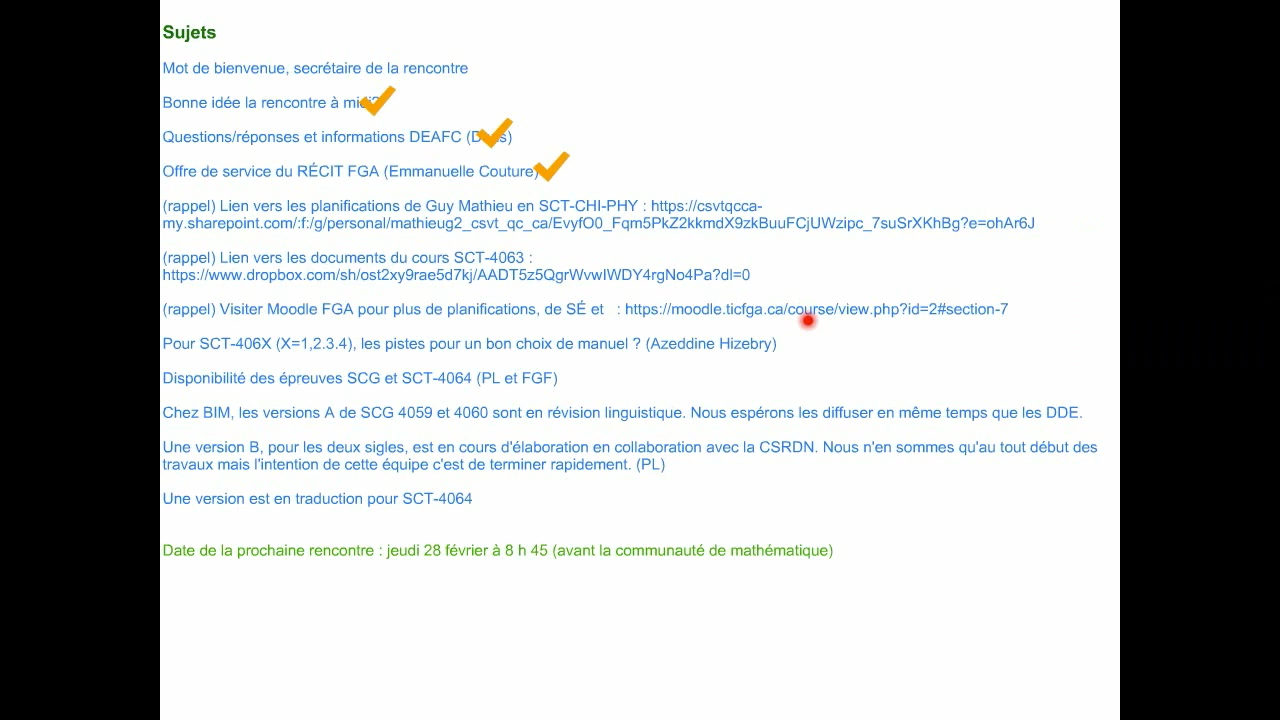 Sujets
Mot de bienvenue, secrétaire de la rencontre
Bonne idée la rencontre à
Questions/réponses et informations DEAFC
Offre de service du RÉCIT FGA (Emmanuelle Couture)
(rappel) Lien vers les planifications de Guy Mathieu en SCT-CHI-PHY : https://csvtqcca-
my.sharepoint.com/:f:/g/personal/mathieug2_csvt_qc_ca/EvyfO0_Fqm5PkZ2kkmdX9zkBuuFCjUWzipc_7suSrXKhBg?e=ohAr6J
(rappel) Lien vers les documents du cours SCT-4063 :
https://www.dropbox.com/sh/ost2xy9rae5d7kj/AADT5z5QgrWvwIWDY4rgNo4Pa?dl=0
(rappel) Visiter Moodle FGA pour plus de planifications, de SÉ et : https://moodle.ticfga.ca/course/view.php?id=2#section-7
Pour SCT-406X (X=1,2.3.4), les pistes pour un bon choix de manuel ? (Azeddine Hizebry)
Disponibilité des épreuves SCG et SCT-4064 (PL et FGF)
Chez BIM, les versions A de SCG 4059 et 4060 sont en révision linguistique. Nous espérons les diffuser en même temps que les DDE.
Une version B, pour les deux sigles, est en cours d'élaboration en collaboration avec la CSRDN. Nous n'en sommes qu'au tout début des
travaux mais l'intention de cette équipe c'est de terminer rapidement. (PL)
Une version est en traduction pour SCT-4064
Date de la prochaine rencontre : jeudi 28 février à 8 h 45 (avant la communauté de mathématique)